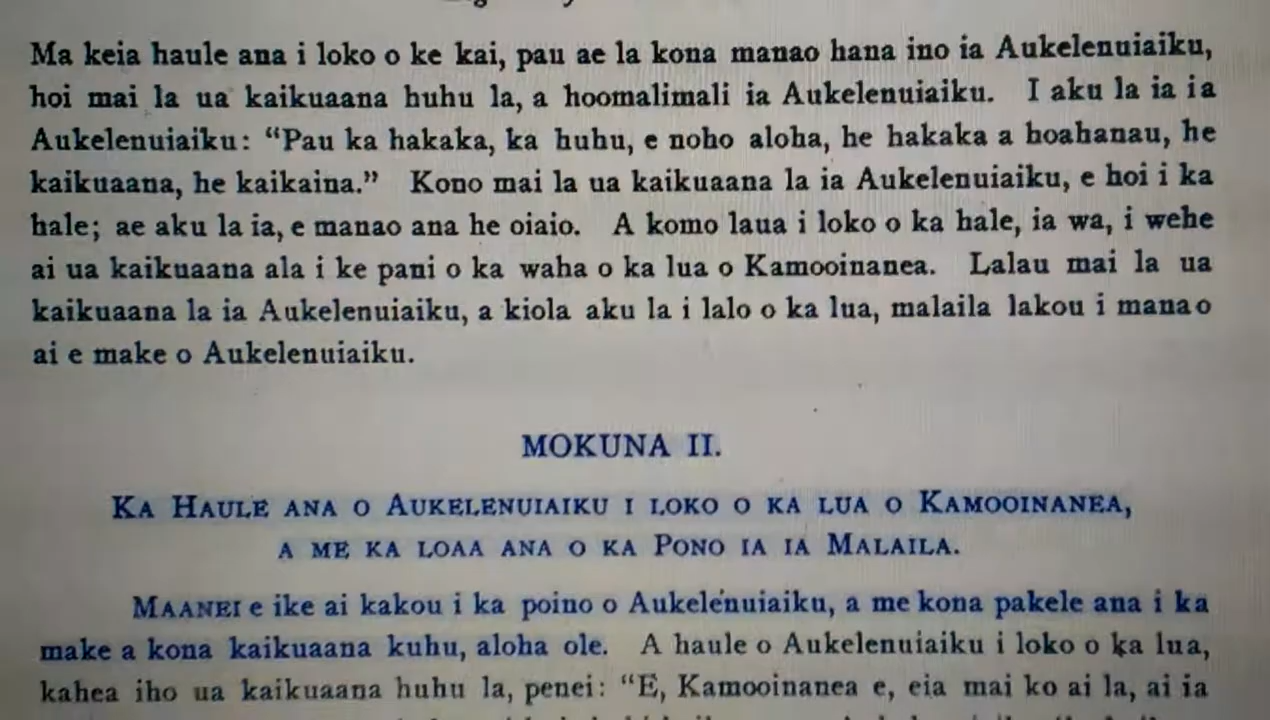 Ma keia haule ana i loko o ke kai, pau ae la kona manao hana ino ia Aukelenuiaiku,
hoi mai la ua kaikuaana huhu la, a hoomalimali ia Aukelenuiaiku. I aku la ia ia
Aukelenuiaiku: “Pau ka hakaka, ka huhu, e noho aloha, he hakaka a hoahanau, he
kaikuaana, he kaikaina.” Kono mai la ua kaikuaana la ia Aukelenuiaiku, e hoi i ka
hale; ae aku la ia, e manao ana he oiaio. A komo laua i loko o ka hale, ia wa, i wehe
ai ua kaikuaana ala i ke pani o ka waha o ka lua o Kamooinanea. Lalau mai la ua
kaikuaana la ia Aukelenuiaiku, a kiola aku la i lalo o ka lua, malaila lakou i manao
ai e make o Aukelenuiaiku.
MOKUNA II.
KA HAULE ANA O AUKELENUIAIKU I LOKO O KA LUA O KAMOOINANEA,
A ME KA LOAA ANA O KA PONO IA IA MALAILA.
MAANEI e ike ai kakou i ka poino o Aukelenuiaiku, a me kona pakele ana i ka
make a kona kaikuaana kuhu, aloha ole. A haule o Aukelenuiaiku i loko o ka lua,
kahea iho ua kaikuaana huhu la, penei: “E, Kamooinanea e, eia mai ko ai la, ai ia